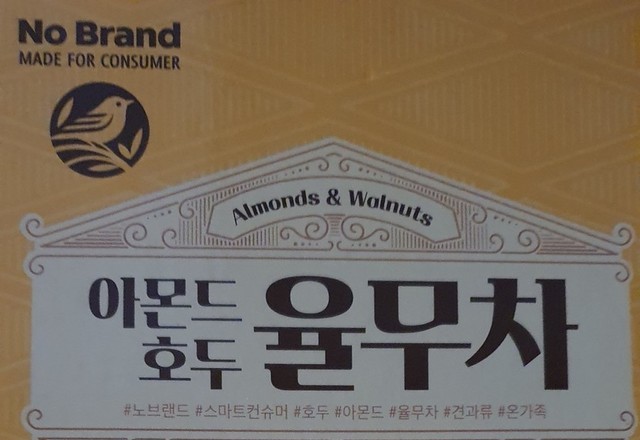 No Brand
MADE FOR CONSUMER
Almonds & Walnuts
아몬드
호두
율무차
#노브랜드 #스마트컨슈머 #호두 #아몬드 #율무차 #견과류 #온가족